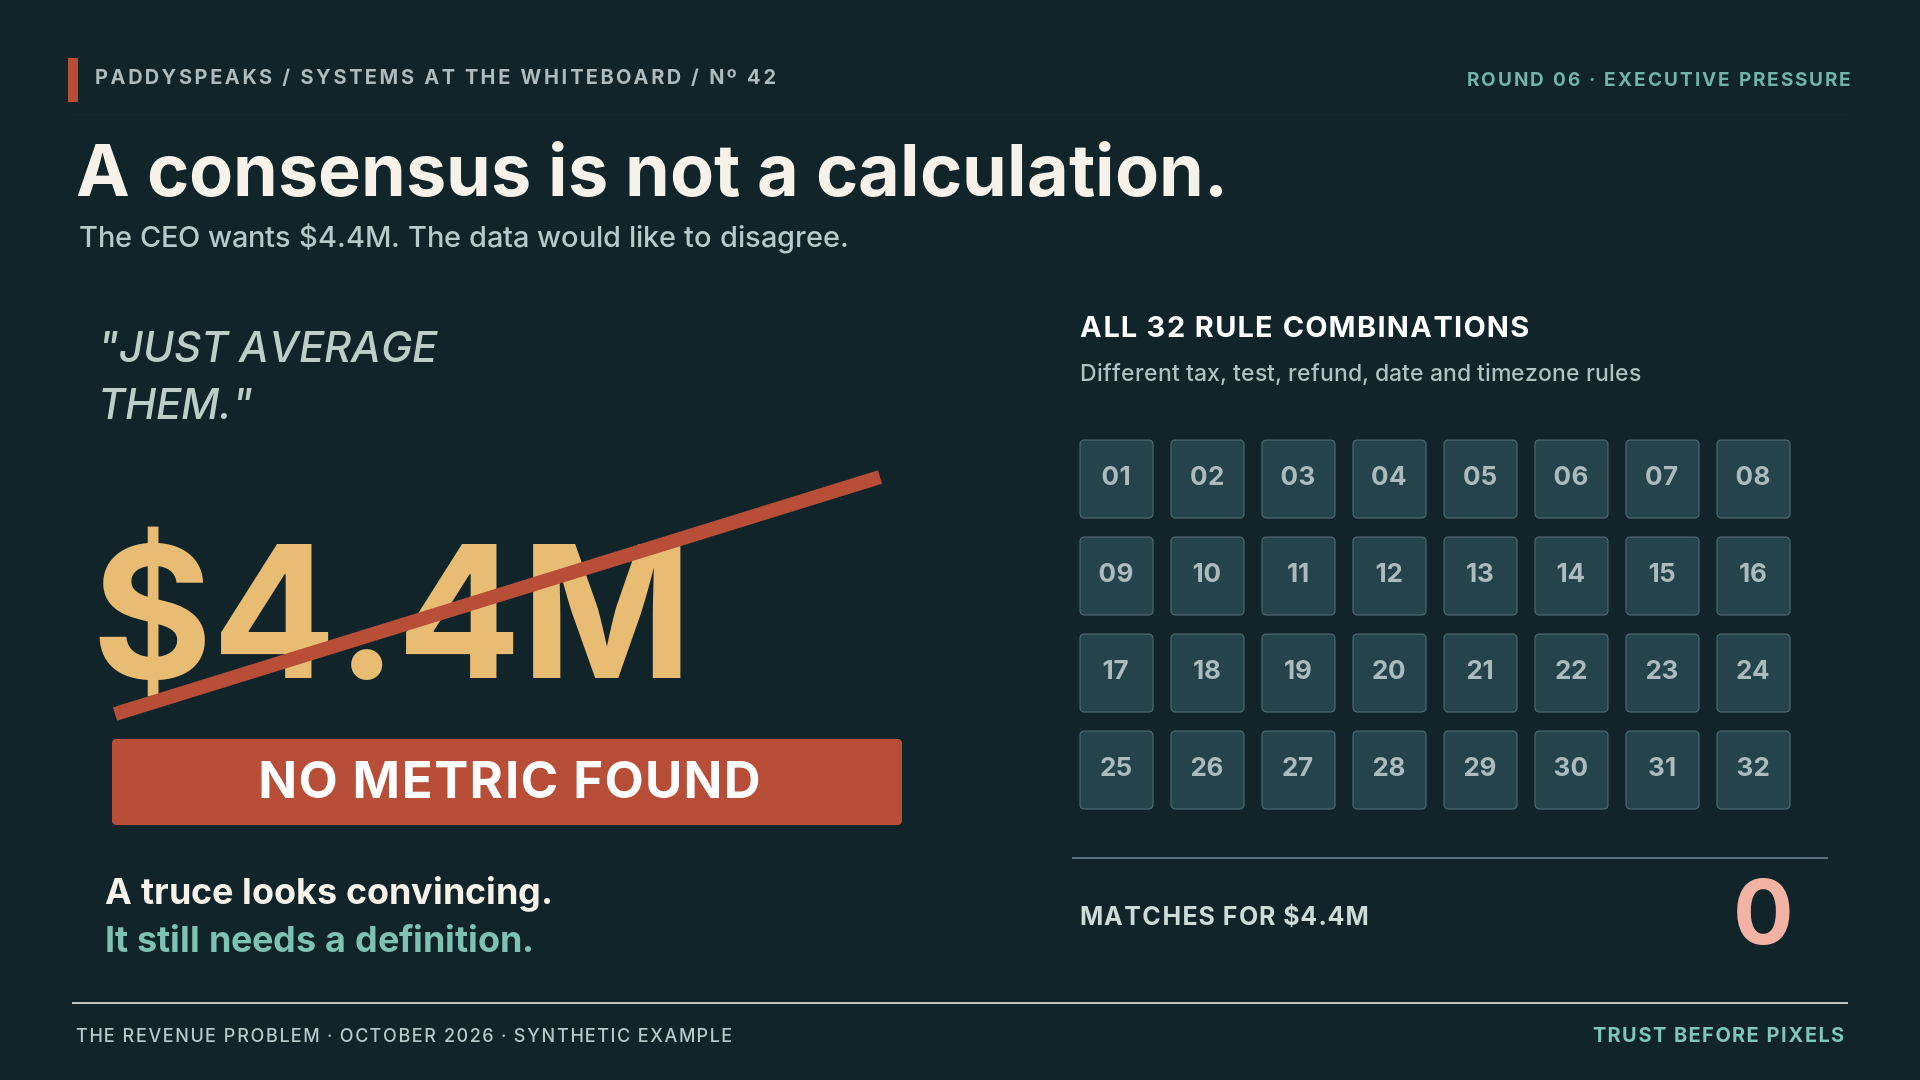 PADDYSPEAKS / SYSTEMS AT THE WHITEBOARD / Nº 42
ROUND 06 · EXECUTIVE PRESSURE
A consensus is not a calculation.
The CEO wants $4.4M. The data would like to disagree.
"JUST AVERAGE
THEM."
$4.4M
NO METRIC FOUND
A truce looks convincing.
It still needs a definition.
ALL 32 RULE COMBINATIONS
Different tax, test, refund, date and timezone rules
01 02 03 04 05 06 07 08
09 10 11 12 13 14 15 16
17 18 19 20 21 22 23 24
25 26 27 28 29 30 31 32
MATCHES FOR $4.4M 0
THE REVENUE PROBLEM · OCTOBER 2026 · SYNTHETIC EXAMPLE
TRUST BEFORE PIXELS